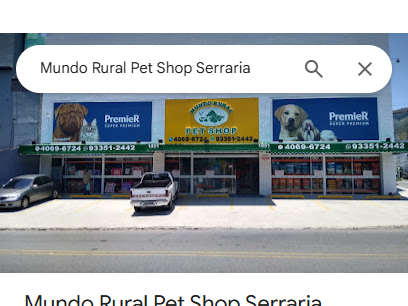 Mundo Rural Pet Shop Serraria
MUNDO RURAL
PET SHOP
4069-6724 93351-2442
PremieR
SUPER PREMIUM
PremieR
SUPER PREMIUM
4069-6724 93351-2442
4069-6724 93351-2442
Mundo Rural Pet Shop Serraria